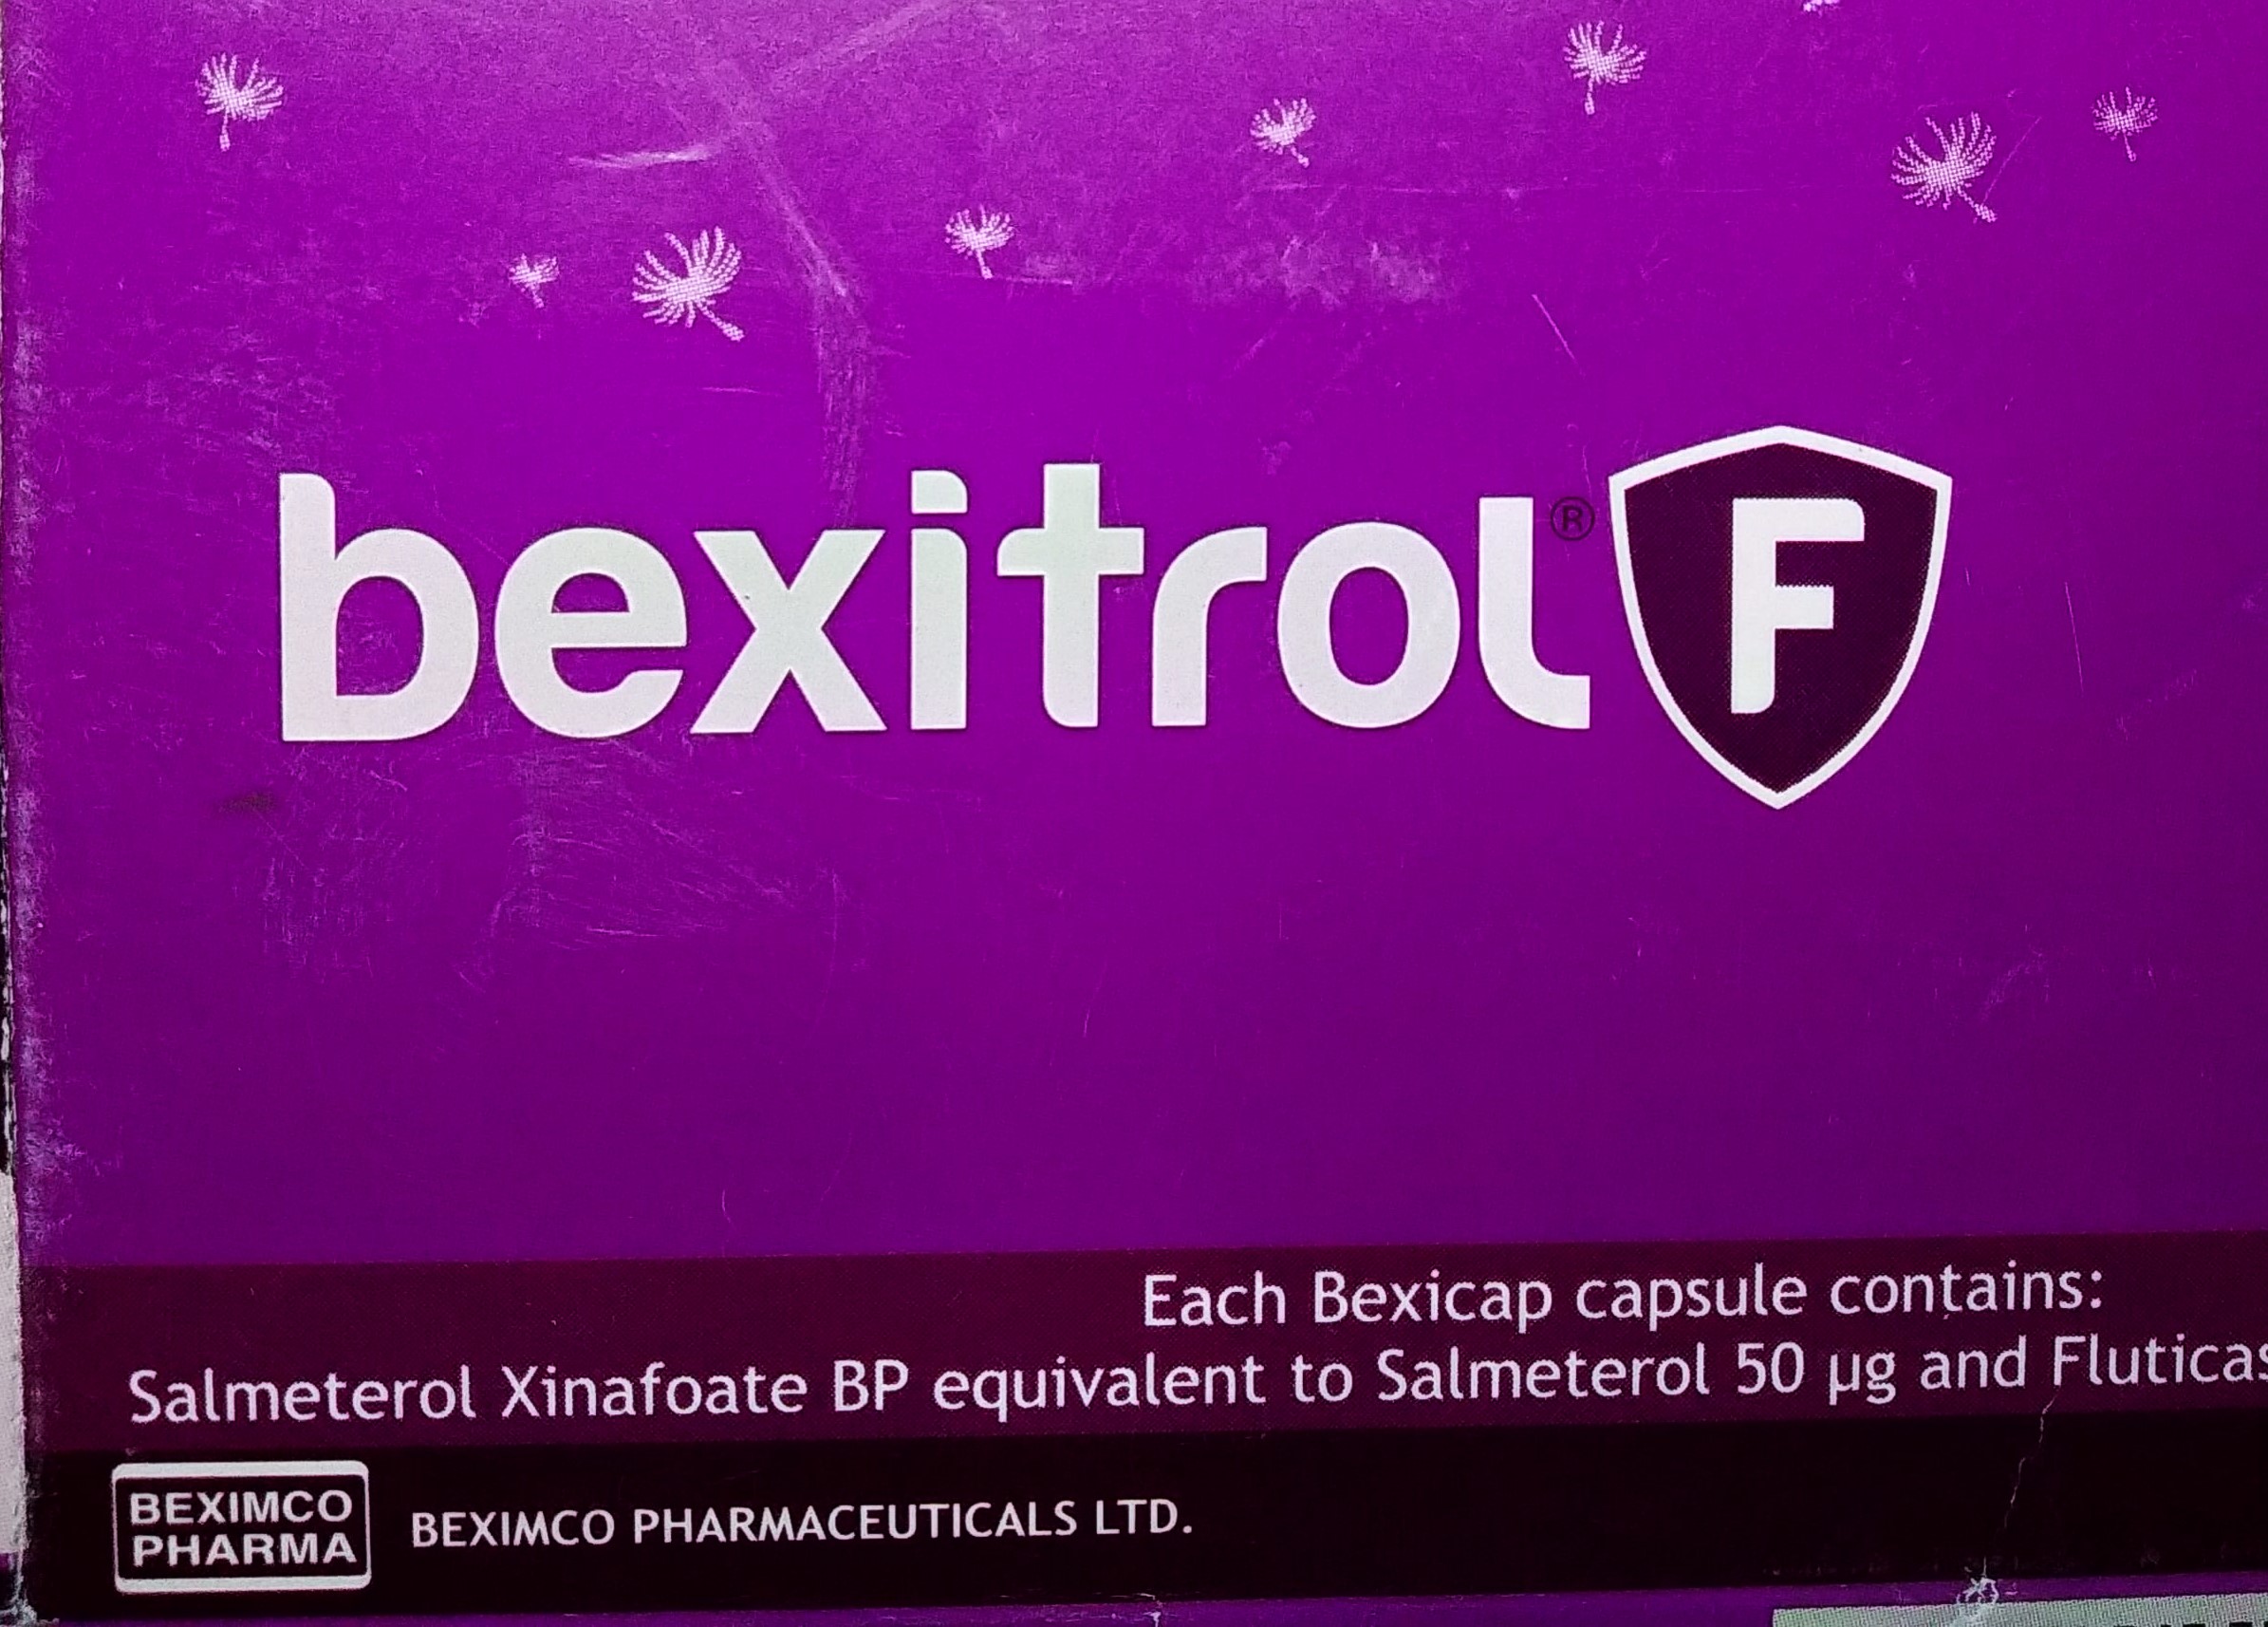 bexitrol® F
Each Bexicap capsule contains:
Salmeterol Xinafoate BP equivalent to Salmeterol 50 µg and Fluticas
BEXIMCO
PHARMA
BEXIMCO PHARMACEUTICALS LTD.